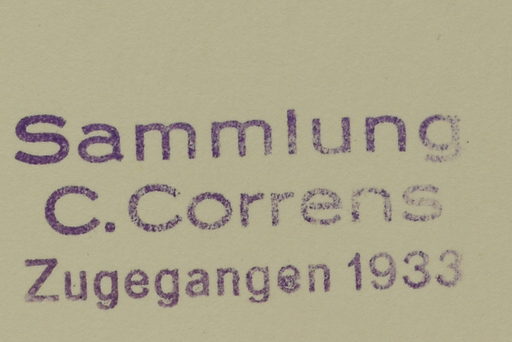 Sammlung
C. Correns
Zugegangen 1933